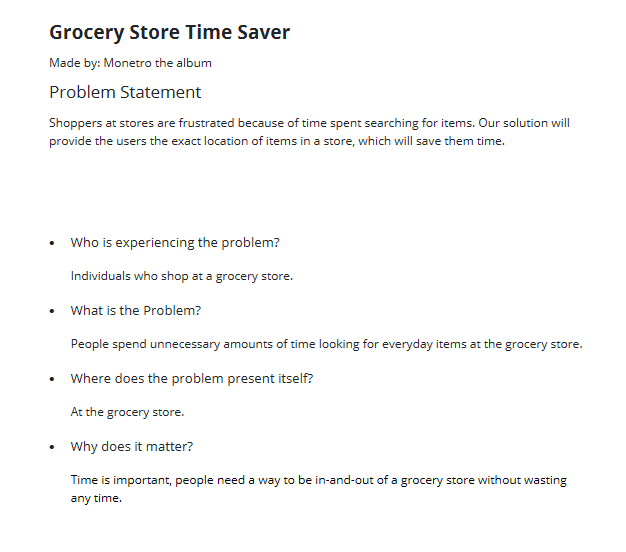 Grocery Store Time Saver
Made by: Monetro the album
Problem Statement
Shoppers at stores are frustrated because of time spent searching for items. Our solution will
provide the users the exact location of items in a store, which will save them time.
• Who is experiencing the problem?
Individuals who shop at a grocery store.
• What is the Problem?
People spend unnecessary amounts of time looking for everyday items at the grocery store.
• Where does the problem present itself?
At the grocery store.
• Why does it matter?
Time is important, people need a way to be in-and-out of a grocery store without wasting
any time.